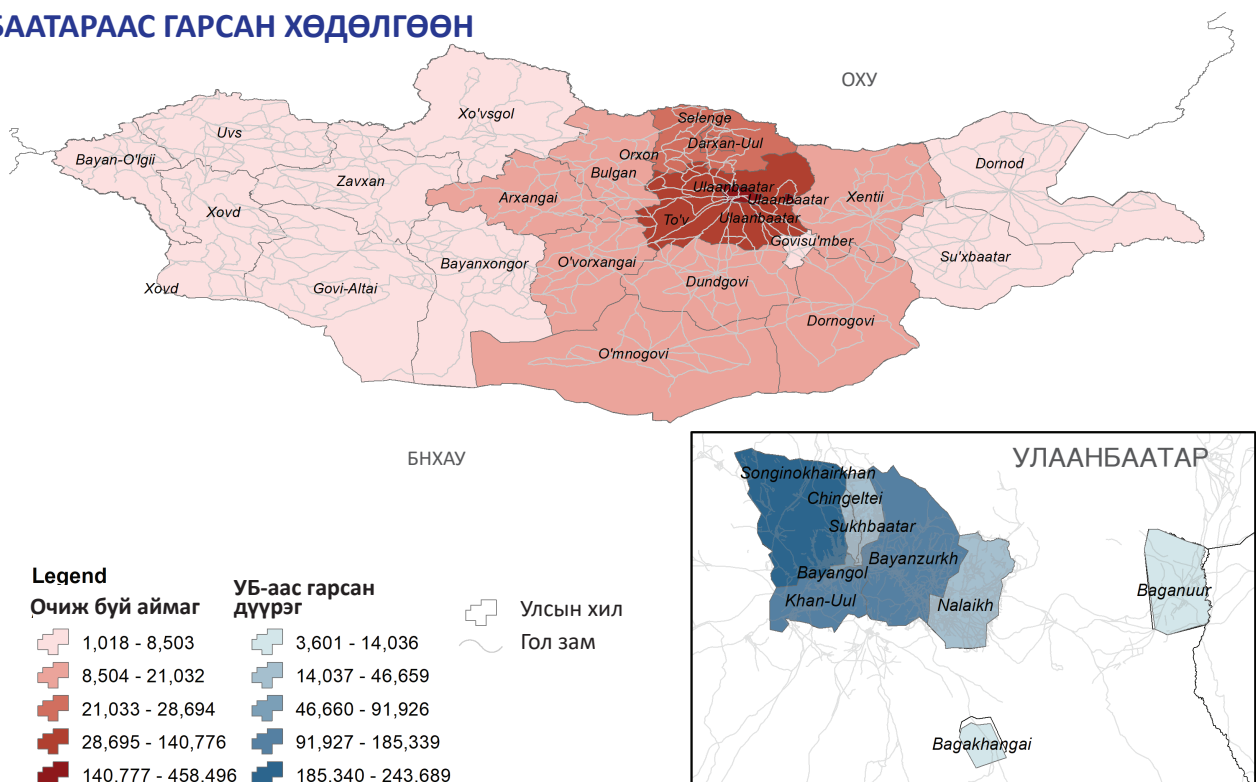 БААТАРААС ГАРСАН ХӨДӨЛГӨӨН
ОХУ
Selenge
Xo'vsgol
Uvs
Darxan-Uul
Orxon
Bayan-O'lgii
Dornod
Bulgan
Zavxan
Ulaanbaatar
Arxangai
Ulaanbaatar
Xentii
Xovd
To'v
Ulaanbaatar
Govisu'mber
Su'xbaatar
Bayanxongor
O'vorxangai
Dundgovi
Xovd
Govi-Altai
Dornogovi
O'mnogovi
БНХАУ
УЛААНБААТАР
Songinokhairkhan
Chingeltei
Sukhbaatar
Bayanzurkh
Bayangol
Khan-Uul
Nalaikh
Baganuur
Bagakhangai
Legend
Очиж буй аймаг
1,018 - 8,503
8,504 - 21,032
21,033 - 28,694
28,695 - 140,776
140,777 - 458,496
УБ-аас гарсан
дүүрэг
3,601 - 14,036
14,037 - 46,659
46,660 - 91,926
91,927 - 185,339
185,340 - 243,689
Улсын хил
Гол зам